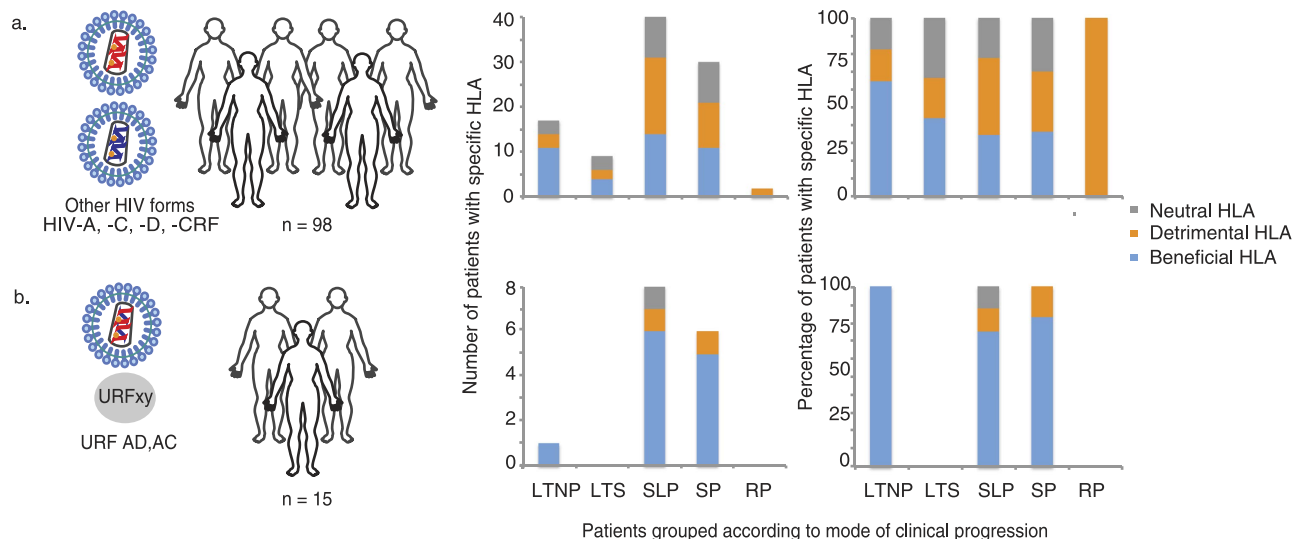 a.
Other HIV forms
HIV-A, -C, -D, -CRF
n = 98
Number of patients with specific HLA
40
30
20
10
0
Percentage of patients with specific HLA
100
75
50
25
0
Neutral HLA
Detrimental HLA
Beneficial HLA
b.
URFxy
URF AD,AC
n = 15
8
6
4
2
0
LTNP LTS SLP SP RP
100
75
50
25
0
LTNP LTS SLP SP RP
Patients grouped according to mode of clinical progression